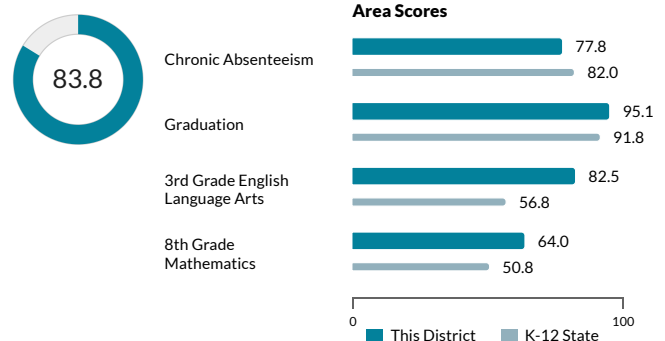 Area Scores
83.8
Chronic Absenteeism
77.8
82.0
Graduation
95.1
91.8
3rd Grade English
Language Arts
82.5
56.8
8th Grade
Mathematics
64.0
50.8
0
100
This District
K-12 State